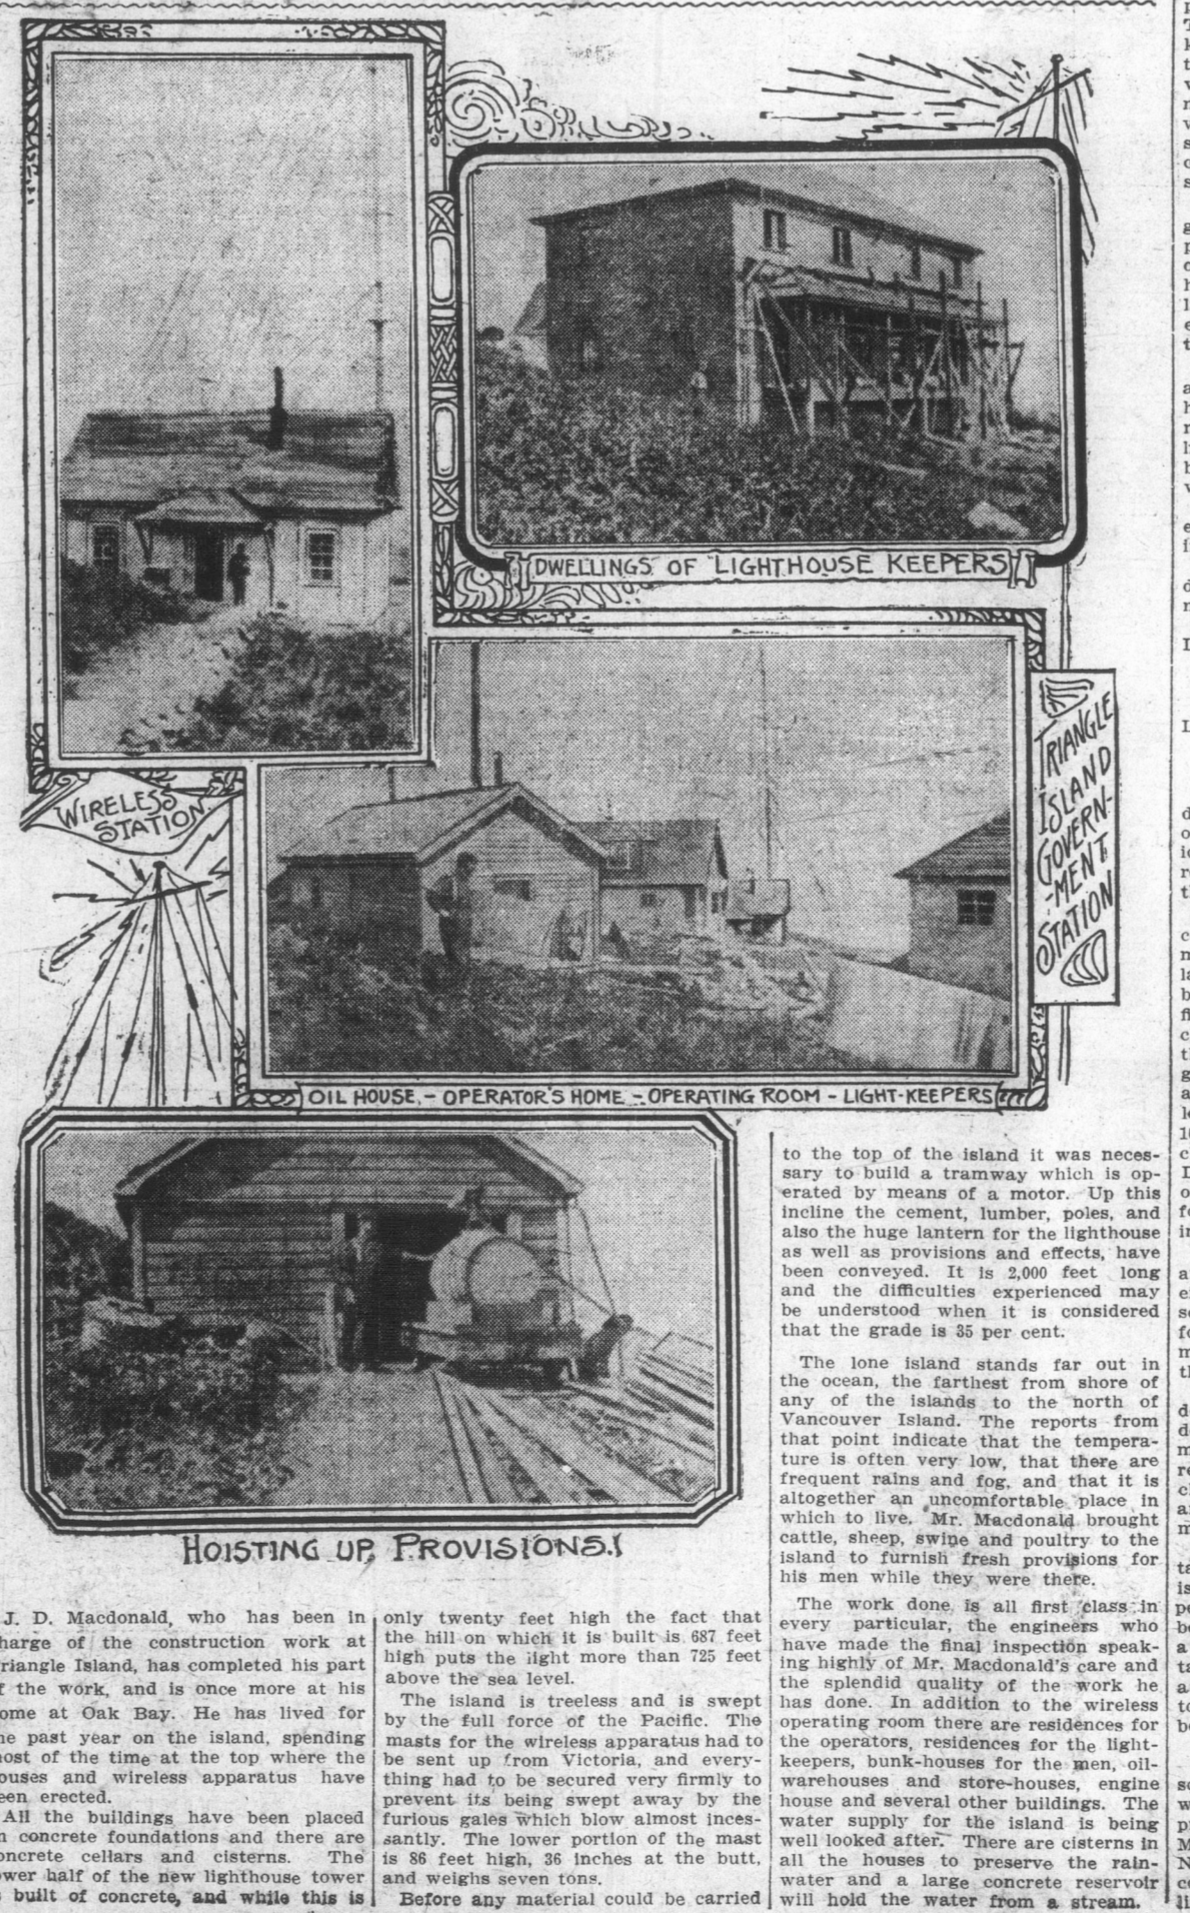 DWELLINGS OF LIGHTHOUSE KEEPERS
WIRELESS
STATION.
TRIANGLE
ISLAND
GOVERN-
-MENT
STATION
OIL HOUSE, - OPERATOR'S HOME - OPERATING ROOM - LIGHT-KEEPERS
HOISTING UP PROVISIONS.
J. D. Macdonald, who has been in
harge of the construction work at
riangle Island, has completed his part
f the work, and is once more at his
ome at Oak Bay. He has lived for
he past year on the island, spending
ost of the time at the top where the
ouses and wireless apparatus have
een erected.
All the buildings have been placed
n concrete foundations and there are
oncrete cellars and cisterns. The
ower half of the new lighthouse tower
s built of concrete, and while this is
only twenty feet high the fact that
the hill on which it is built is 687 feet
high puts the light more than 725 feet
above the sea level.
The island is treeless and is swept
by the full force of the Pacific. The
masts for the wireless apparatus had to
be sent up from Victoria, and every-
thing had to be secured very firmly to
prevent its being swept away by the
furious gales which blow almost inces-
santly. The lower portion of the mast
is 86 feet high, 36 inches at the butt,
and weighs seven tons.
Before any material could be carried
to the top of the island it was neces-
sary to build a tramway which is op-
erated by means of a motor. Up this
incline the cement, lumber, poles, and
also the huge lantern for the lighthouse
as well as provisions and effects, have
been conveyed. It is 2,000 feet long
and the difficulties experienced may
be understood when it is considered
that the grade is 35 per cent.
The lone island stands far out in
the ocean, the farthest from shore of
any of the islands to the north of
Vancouver Island. The reports from
that point indicate that the tempera-
ture is often very low, that there are
frequent rains and fog, and that it is
altogether an uncomfortable place in
which to live. Mr. Macdonald brought
cattle, sheep, swine and poultry to the
island to furnish fresh provisions for
his men while they were there.
The work done is all first class in
every particular, the engineers who
have made the final inspection speak-
ing highly of Mr. Macdonald's care and
the splendid quality of the work he
has done. In addition to the wireless
operating room there are residences for
the operators, residences for the light-
keepers, bunk-houses for the men, oil-
warehouses and store-houses, engine
house and several other buildings. The
water supply for the island is being
well looked after. There are cisterns in
all the houses to preserve the rain-
water and a large concrete reservoir
will hold the water from a stream.